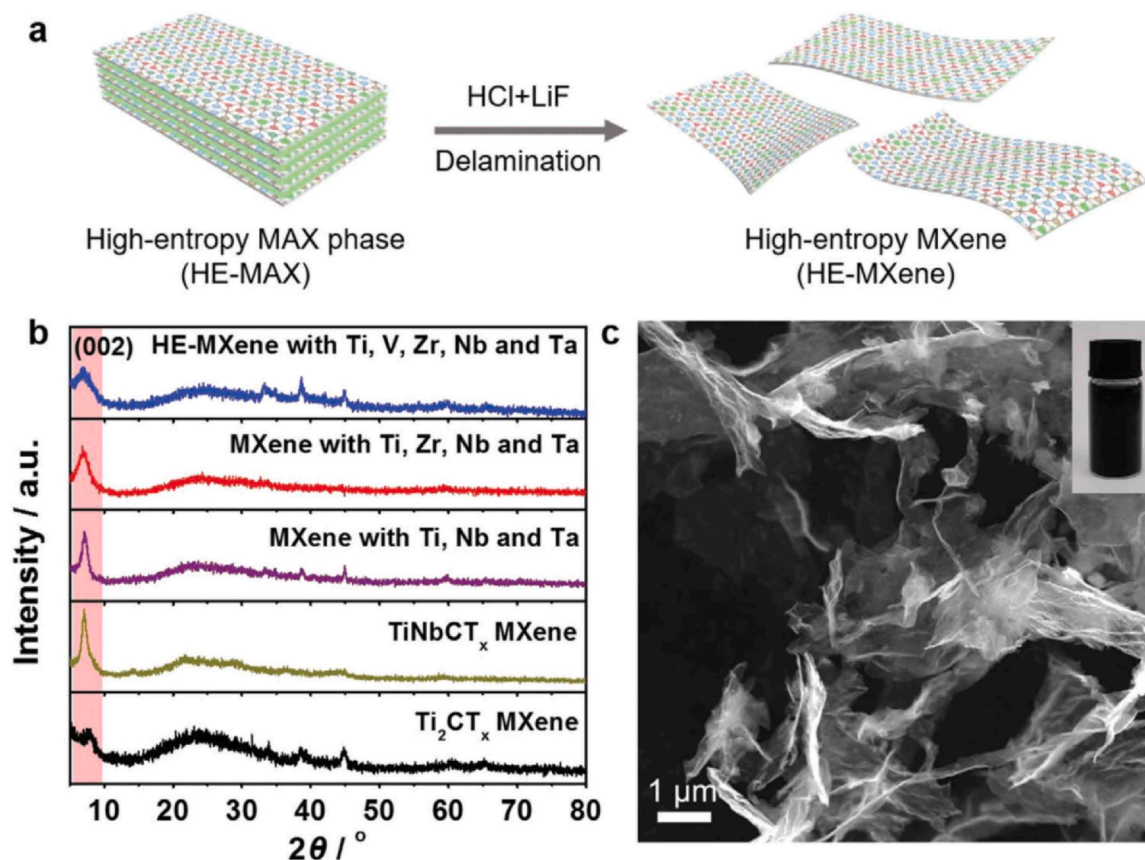 a
HCl+LiF
Delamination
High-entropy MAX phase
(HE-MAX)
High-entropy MXene
(HE-MXene)
b
(002)
HE-MXene with Ti, V, Zr, Nb and Ta
MXene with Ti, Zr, Nb and Ta
MXene with Ti, Nb and Ta
TiNbCTₓ MXene
Ti₂CTₓ MXene
Intensity / a.u.
10 20 30 40 50 60 70 80
2θ / °
c
1 μm